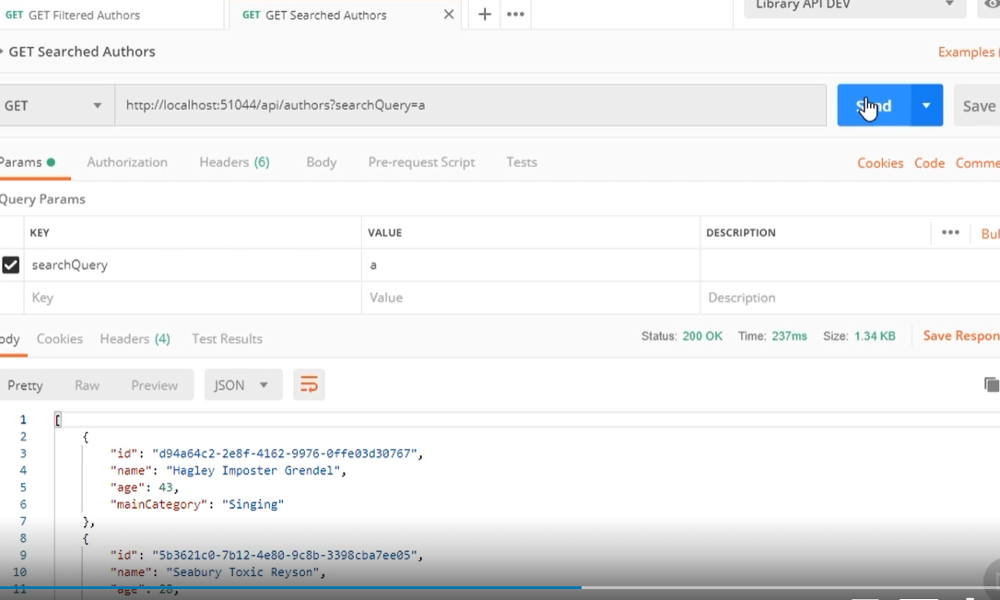 GET GET Filtered Authors GET GET Searched Authors Library API DEV
GET Searched Authors Examples (
GET http://localhost:51044/api/authors?searchQuery=a Send Save
Params Authorization Headers (6) Body Pre-request Script Tests Cookies Code Comme
Query Params
KEY VALUE DESCRIPTION Bul
searchQuery a
Key Value Description
ody Cookies Headers (4) Test Results Status: 200 OK Time: 237ms Size: 1.34 KB Save Respon
Pretty Raw Preview JSON
1 [
2 {
3 "id": "d94a64c2-2e8f-4162-9976-0ffe03d30767",
4 "name": "Hagley Imposter Grendel",
5 "age": 43,
6 "mainCategory": "Singing"
7 },
8 {
9 "id": "5b3621c0-7b12-4e80-9c8b-3398cba7ee05",
10 "name": "Seabury Toxic Reyson",
11 "age": 28,